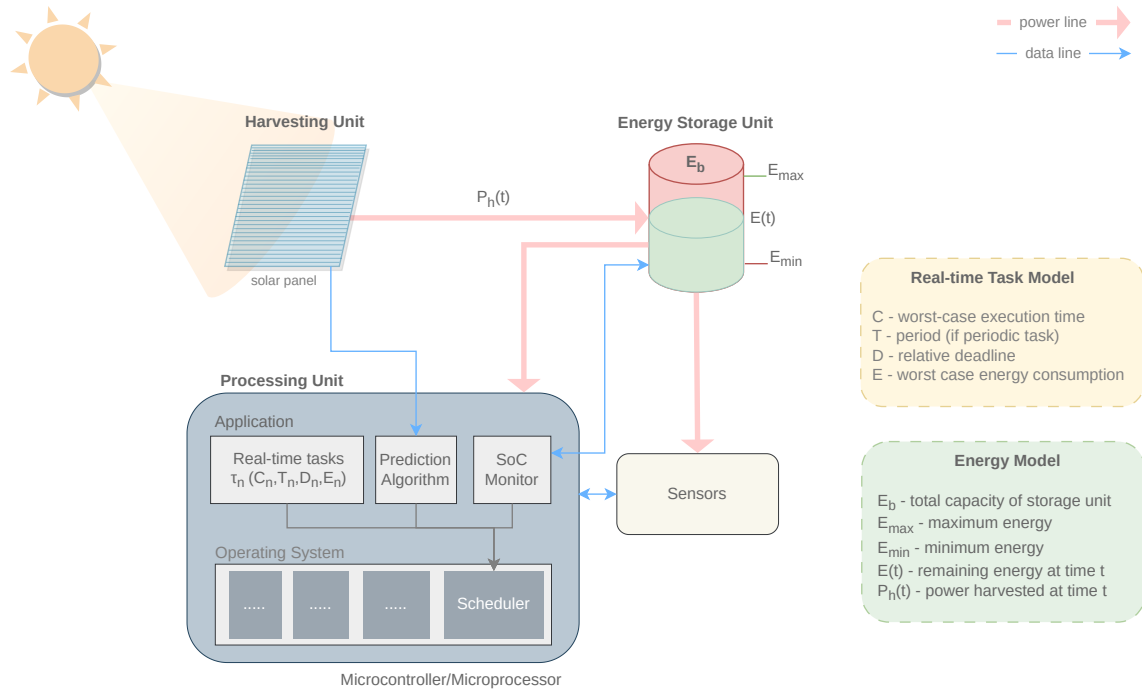 power line
data line
Harvesting Unit
Energy Storage Unit
E_b
E_max
P_h(t)
E(t)
E_min
solar panel
Real-time Task Model
C - worst-case execution time
T - period (if periodic task)
D - relative deadline
E - worst case energy consumption
Processing Unit
Application
Real-time tasks
τ_n (C_n,T_n,D_n,E_n)
Prediction
Algorithm
SoC
Monitor
Sensors
Energy Model
E_b - total capacity of storage unit
E_max - maximum energy
E_min - minimum energy
E(t) - remaining energy at time t
P_h(t) - power harvested at time t
Operating System
.....
.....
.....
Scheduler
Microcontroller/Microprocessor